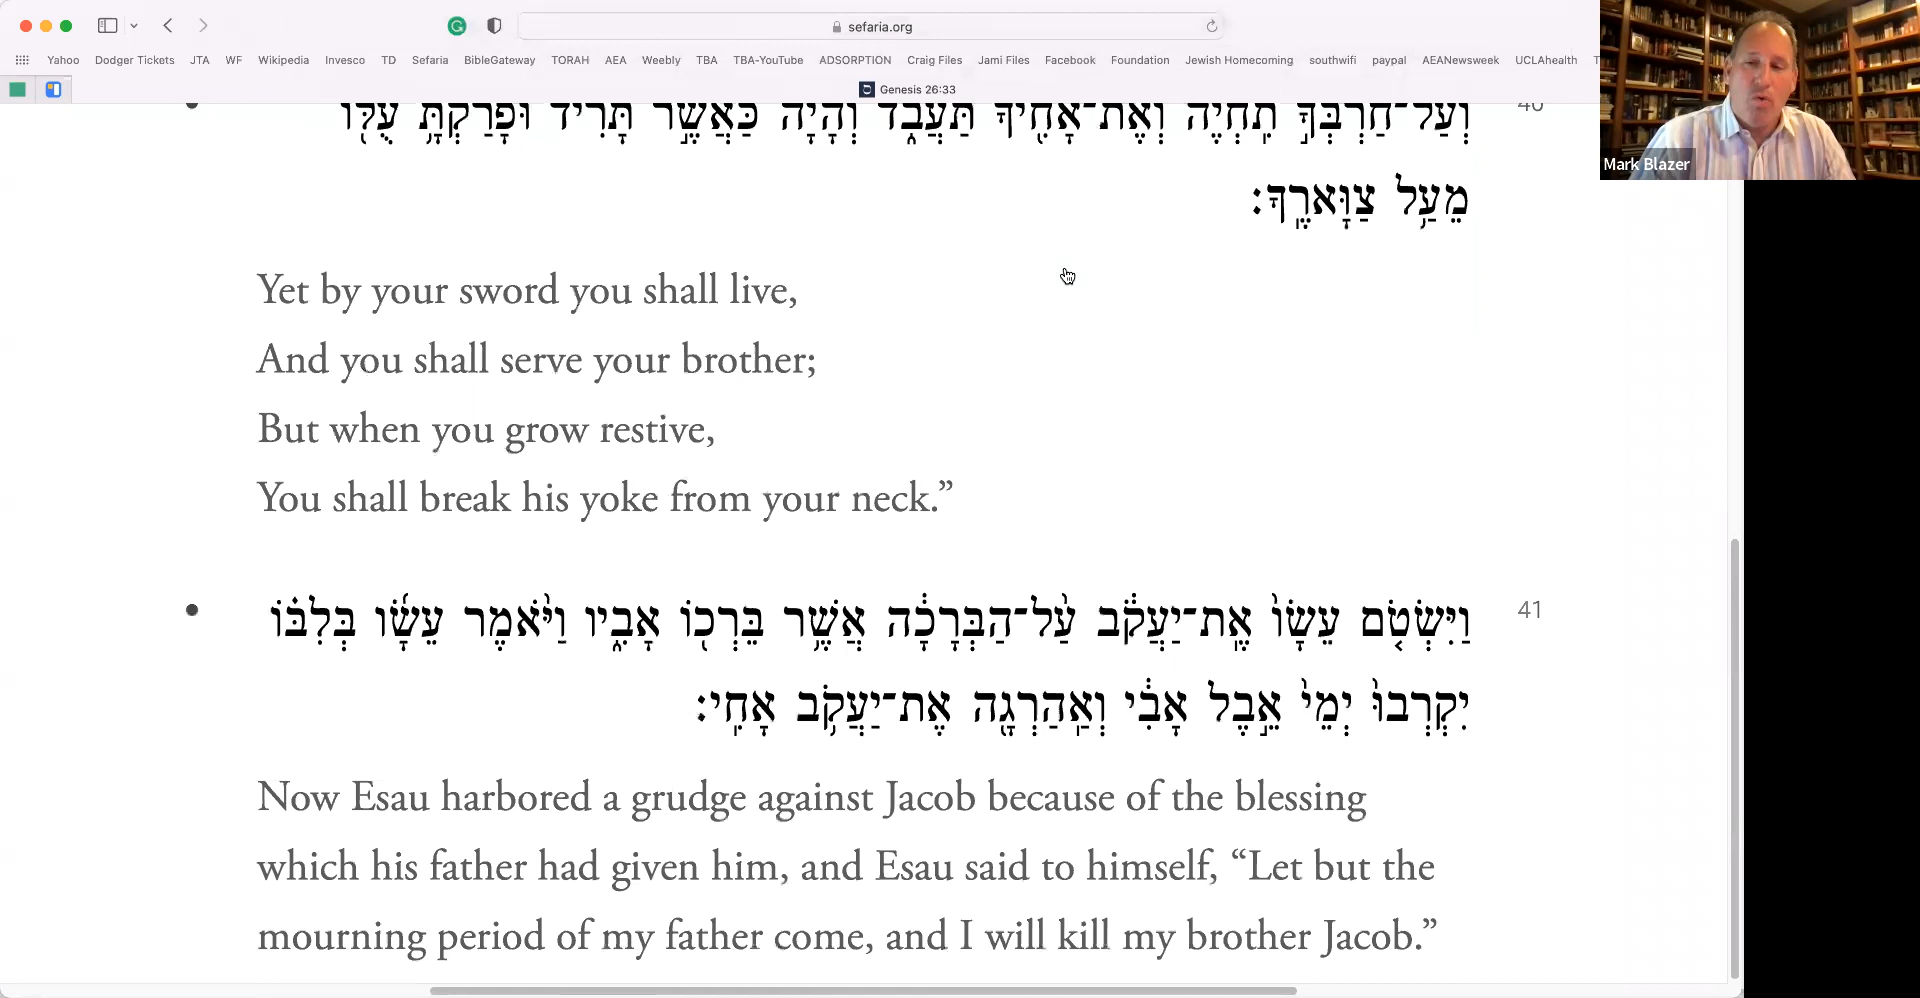 sefaria.org
Yahoo Dodger Tickets JTA WF Wikipedia Invesco TD Sefaria BibleGateway TORAH AEA Weebly TBA TBA-YouTube ADSORPTION Craig Files Jami Files Facebook Foundation Jewish Homecoming southwifi paypal AEANewsweek UCLAhealth T
Genesis 26:33
40
וְעַל־חַרְבְּךָ֣ תִֽחְיֶ֔ה וְאֶת־אָחִ֖יךָ תַּעֲבֹ֑ד וְהָיָה֙ כַּאֲשֶׁ֣ר תָּרִ֔יד וּפָרַקְתָּ֥ עֻלּ֖וֹ
מֵעַ֥ל צַוָּארֶֽךָ׃
Yet by your sword you shall live,
And you shall serve your brother;
But when you grow restive,
You shall break his yoke from your neck.”
41
וַיִּשְׂטֹ֤ם עֵשָׂו֙ אֶֽת־יַעֲקֹ֔ב עַ֨ל־הַבְּרָכָ֔ה אֲשֶׁ֥ר בֵּרְכ֖וֹ אָבִ֑יו וַיֹּ֨אמֶר עֵשָׂ֜ו בְּלִבּ֗וֹ
יִקְרְבוּ֙ יְמֵי֙ אֵ֣בֶל אָבִ֔י וְאַֽהַרְגָ֖ה אֶת־יַעֲקֹ֥ב אָחִֽי׃
Now Esau harbored a grudge against Jacob because of the blessing
which his father had given him, and Esau said to himself, “Let but the
mourning period of my father come, and I will kill my brother Jacob.”
Mark Blazer